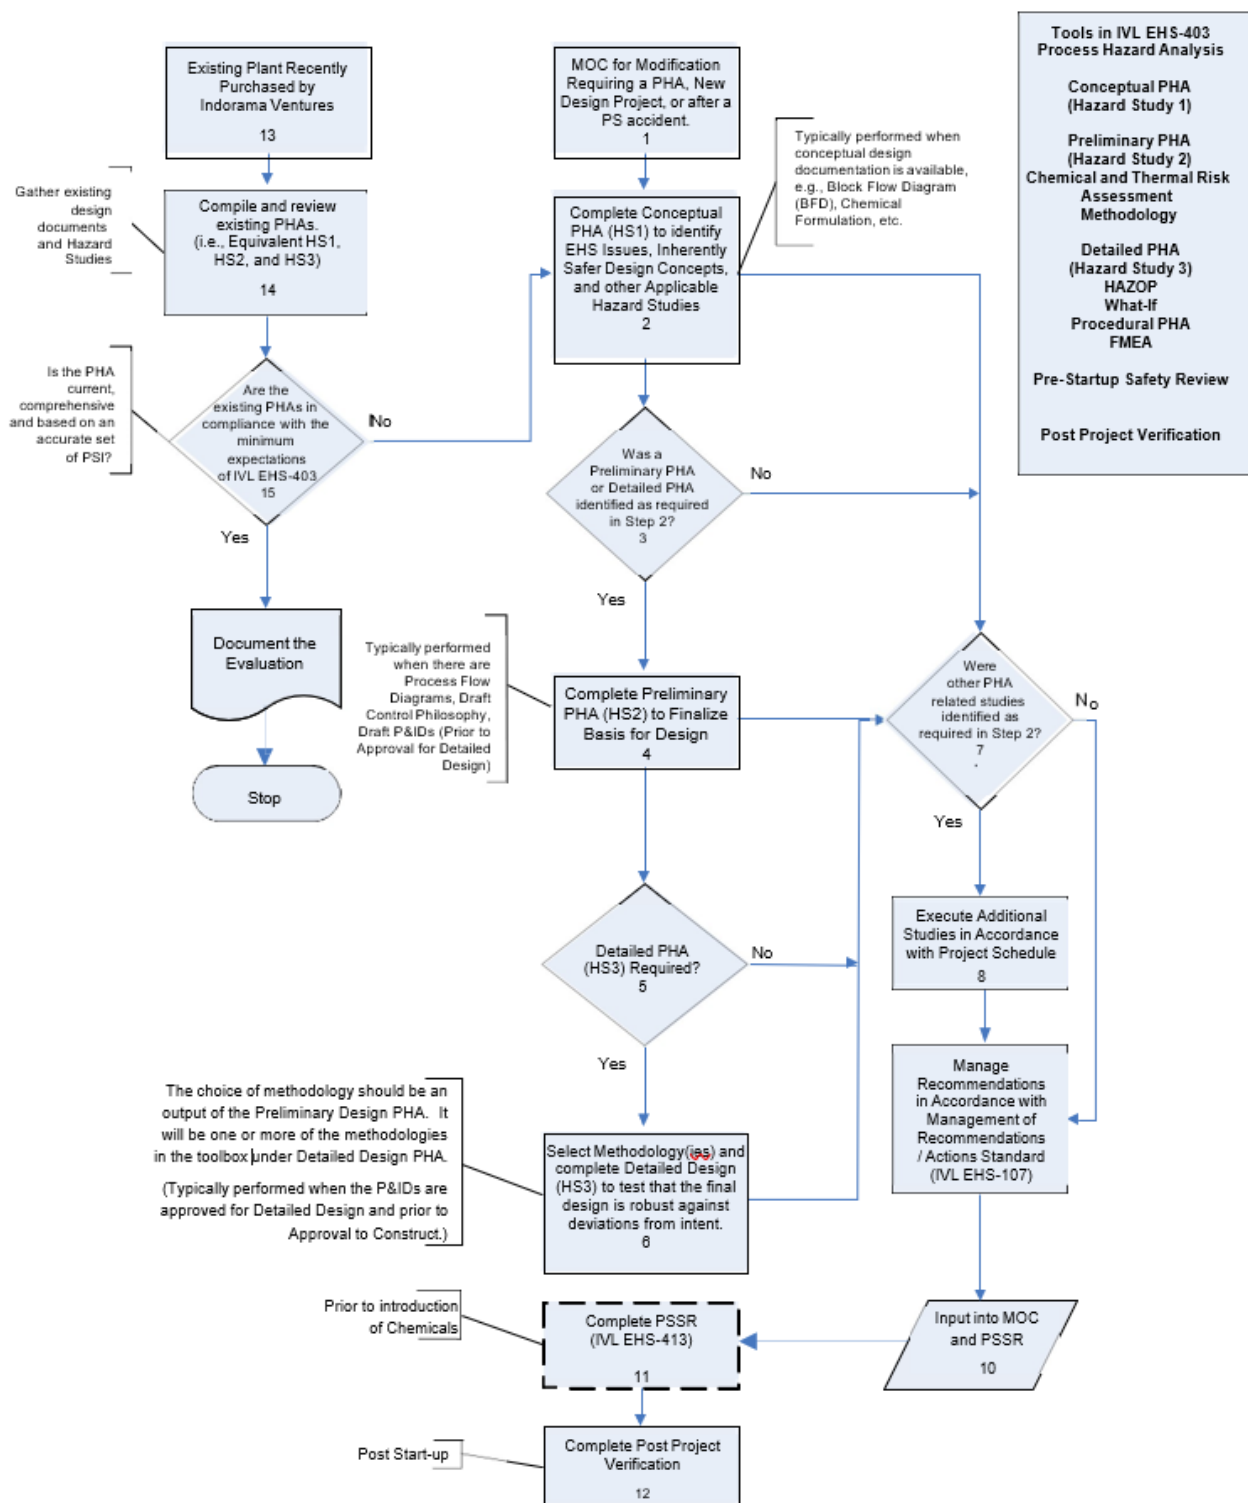 Existing Plant Recently
Purchased by
Indorama Ventures
13
MOC for Modification
Requiring a PHA, New
Design Project, or after a
PS accident.
1
Tools in IVL EHS-403
Process Hazard Analysis
Conceptual PHA
(Hazard Study 1)
Preliminary PHA
(Hazard Study 2)
Chemical and Thermal Risk
Assessment
Methodology
Detailed PHA
(Hazard Study 3)
HAZOP
What-If
Procedural PHA
FMEA
Pre-Startup Safety Review
Post Project Verification
Typically performed when
conceptual design
documentation is available,
e.g., Block Flow Diagram
(BFD), Chemical
Formulation, etc.
Gather existing
design
documents
and Hazard
Studies
Compile and review
existing PHAs.
(i.e., Equivalent HS1,
HS2, and HS3)
14
Complete Conceptual
PHA (HS1) to identify
EHS Issues, Inherently
Safer Design Concepts,
and other Applicable
Hazard Studies
2
Is the PHA
current,
comprehensive
and based on an
accurate set
of PSI?
Are the
existing PHAs in
compliance with the
minimum
expectations
of IVL EHS-403
15
No
Yes
Was a
Preliminary PHA
or Detailed PHA
identified as required
in Step 2?
3
No
Yes
Document the
Evaluation
Stop
Typically performed
when there are
Process Flow
Diagrams, Draft
Control Philosophy,
Draft P&IDs (Prior to
Approval for Detailed
Design)
Complete Preliminary
PHA (HS2) to Finalize
Basis for Design
4
Were
other PHA
related studies
identified as
required in Step 2?
7
.
No
Yes
Detailed PHA
(HS3) Required?
5
No
Yes
Execute Additional
Studies in Accordance
with Project Schedule
8
Manage
Recommendations
in Accordance with
Management of
Recommendations
/ Actions Standard
(IVL EHS-107)
The choice of methodology should be an
output of the Preliminary Design PHA. It
will be one or more of the methodologies
in the toolbox under Detailed Design PHA.
(Typically performed when the P&IDs are
approved for Detailed Design and prior to
Approval to Construct.)
Select Methodology(ies) and
complete Detailed Design
(HS3) to test that the final
design is robust against
deviations from intent.
6
Prior to introduction
of Chemicals
Complete PSSR
(IVL EHS-413)
11
Input into MOC
and PSSR
10
Post Start-up
Complete Post Project
Verification
12